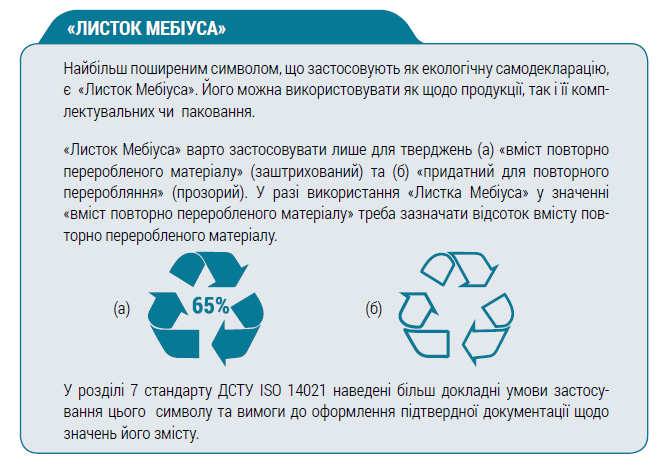 «ЛИСТОК МЕБІУСА»
Найбільш поширеним символом, що застосовують як екологічну самодекларацію,
є «Листок Мебіуса». Його можна використовувати як щодо продукції, так і її комп-
лектувальних чи паковання.
«Листок Мебіуса» варто застосовувати лише для тверджень (а) «вміст повторно
переробленого матеріалу» (заштрихований) та (б) «придатний для повторного
переробляння» (прозорий). У разі використання «Листка Мебіуса» у значенні
«вміст повторно переробленого матеріалу» треба зазначати відсоток вмісту пов-
торно переробленого матеріалу.
(а) 65% (б)
У розділі 7 стандарту ДСТУ ISO 14021 наведені більш докладні умови застосу-
вання цього символу та вимоги до оформлення підтвердної документації щодо
значень його змісту.